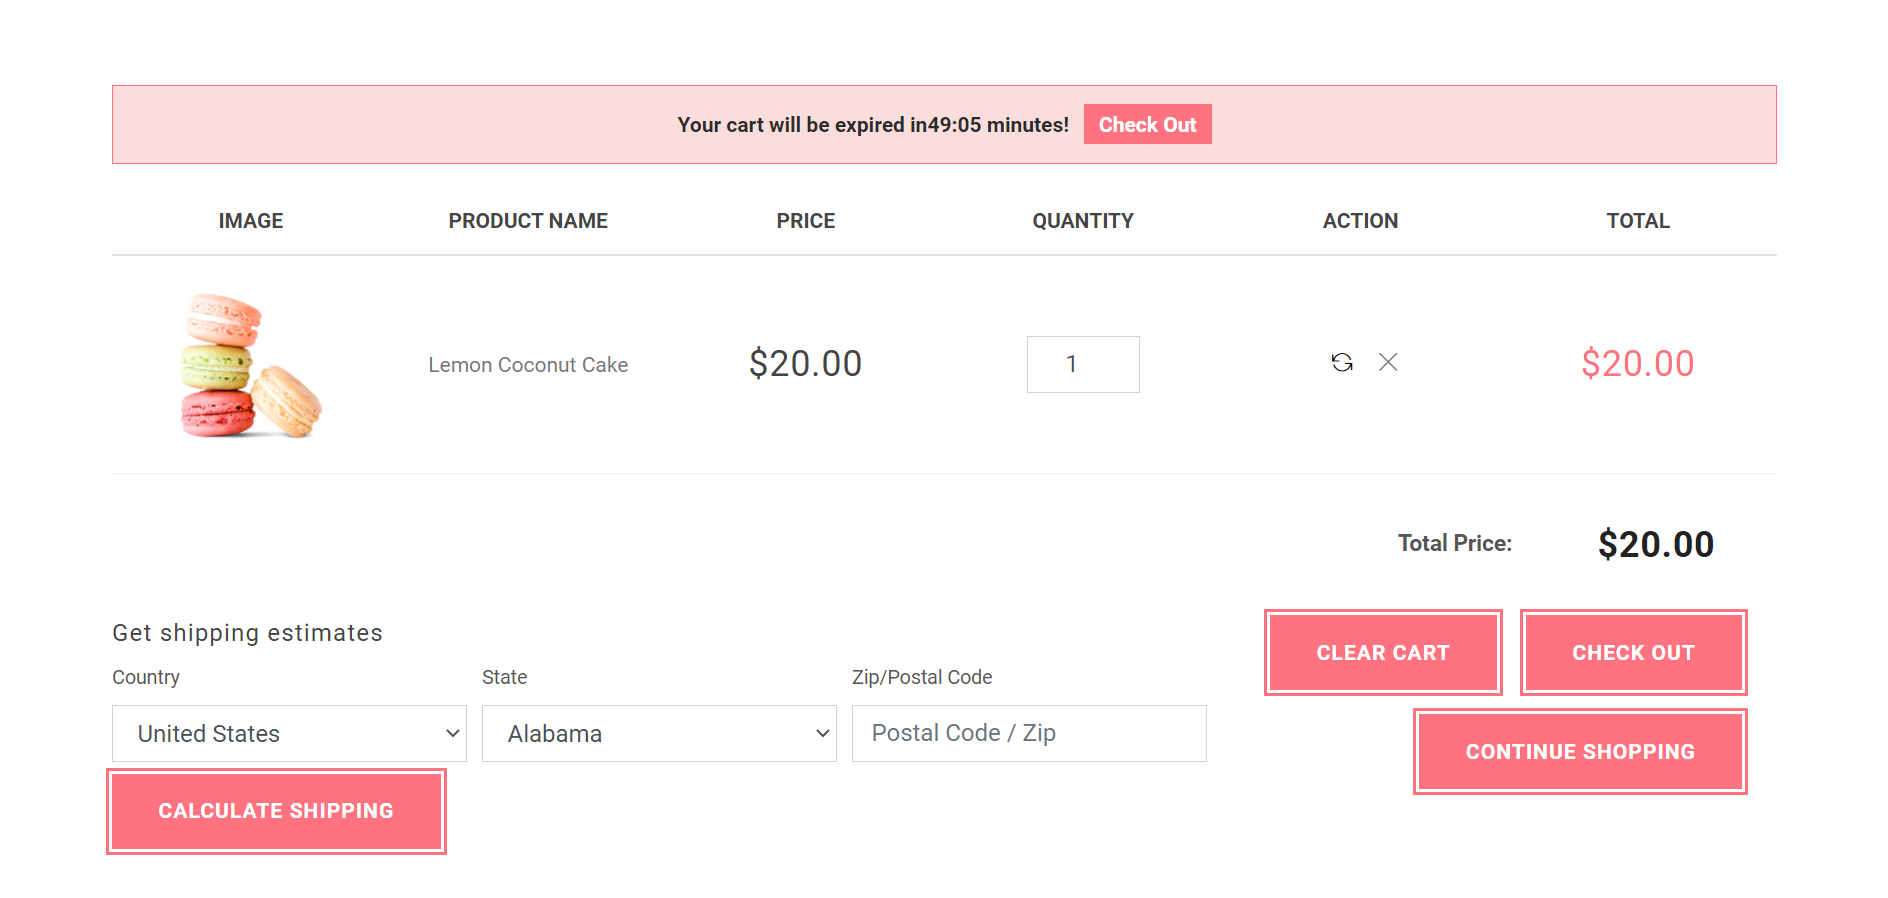 Your cart will be expired in49:05 minutes! Check Out
IMAGE PRODUCT NAME PRICE QUANTITY ACTION TOTAL
Lemon Coconut Cake $20.00 1 $20.00
Total Price: $20.00
Get shipping estimates
Country State Zip/Postal Code
United States Alabama Postal Code / Zip
CALCULATE SHIPPING
CLEAR CART CHECK OUT
CONTINUE SHOPPING